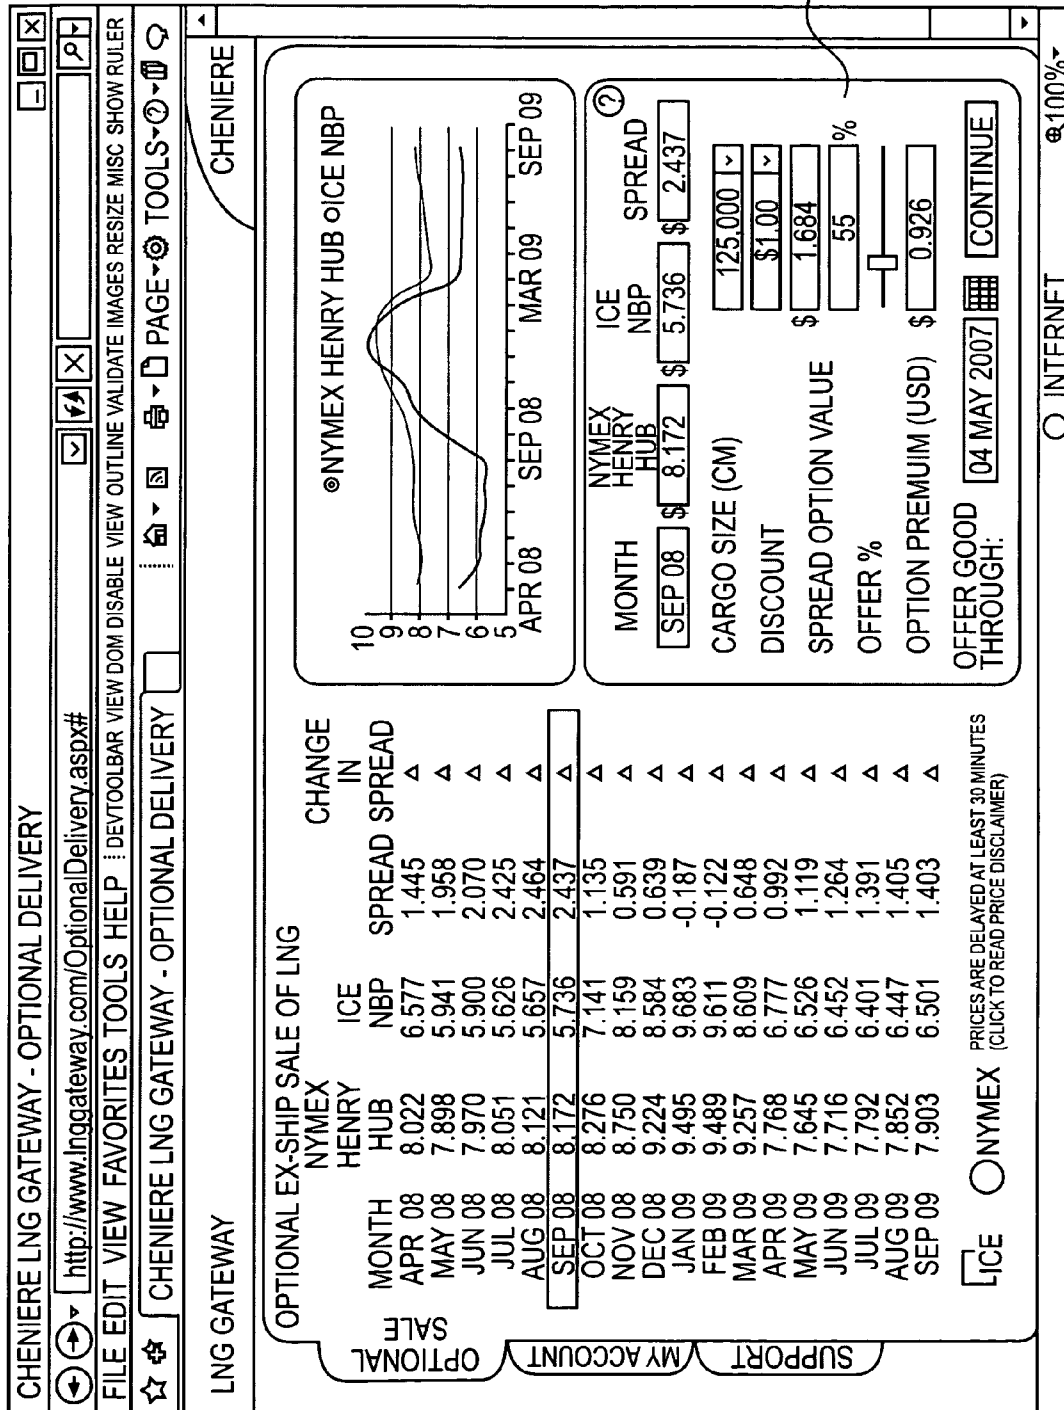 CHENIERE LNG GATEWAY - OPTIONAL DELIVERY
http://www.lnggateway.com/OptionalDelivery.aspx#
FILE EDIT VIEW FAVORITES TOOLS HELP DEVTOOLBAR VIEW DOM DISABLE VIEW OUTLINE VALIDATE IMAGES RESIZE MISC SHOW RULER
CHENIERE LNG GATEWAY - OPTIONAL DELIVERY
PAGE TOOLS
LNG GATEWAY
CHENIERE
OPTIONAL SALE
MY ACCOUNT
SUPPORT
OPTIONAL EX-SHIP SALE OF LNG
MONTH NYMEX HENRY HUB ICE NBP SPREAD CHANGE IN SPREAD
APR 08 8.022 6.577 1.445 △
MAY 08 7.898 5.941 1.958 △
JUN 08 7.970 5.900 2.070 △
JUL 08 8.051 5.626 2.425 △
AUG 08 8.121 5.657 2.464 △
SEP 08 8.172 5.736 2.437 △
OCT 08 8.276 7.141 1.135 △
NOV 08 8.750 8.159 0.591 △
DEC 08 9.224 8.584 0.639 △
JAN 09 9.495 9.683 -0.187 △
FEB 09 9.489 9.611 -0.122 △
MAR 09 9.257 8.609 0.648 △
APR 09 7.768 6.777 0.992 △
MAY 09 7.645 6.526 1.119 △
JUN 09 7.716 6.452 1.264 △
JUL 09 7.792 6.401 1.391 △
AUG 09 7.852 6.447 1.405 △
SEP 09 7.903 6.501 1.403 △
ICE NYMEX PRICES ARE DELAYED AT LEAST 30 MINUTES
(CLICK TO READ PRICE DISCLAIMER)
NYMEX HENRY HUB ICE NBP
10
9
8
7
6
5
APR 08 SEP 08 MAR 09 SEP 09
MONTH NYMEX HENRY HUB ICE NBP SPREAD ?
SEP 08 $ 8.172 $ 5.736 $ 2.437
CARGO SIZE (CM) 125,000
DISCOUNT $1.00
SPREAD OPTION VALUE $ 1.684
OFFER % 55 %
OPTION PREMUIM (USD) $ 0.926
OFFER GOOD THROUGH: 04 MAY 2007 CONTINUE
INTERNET 100%